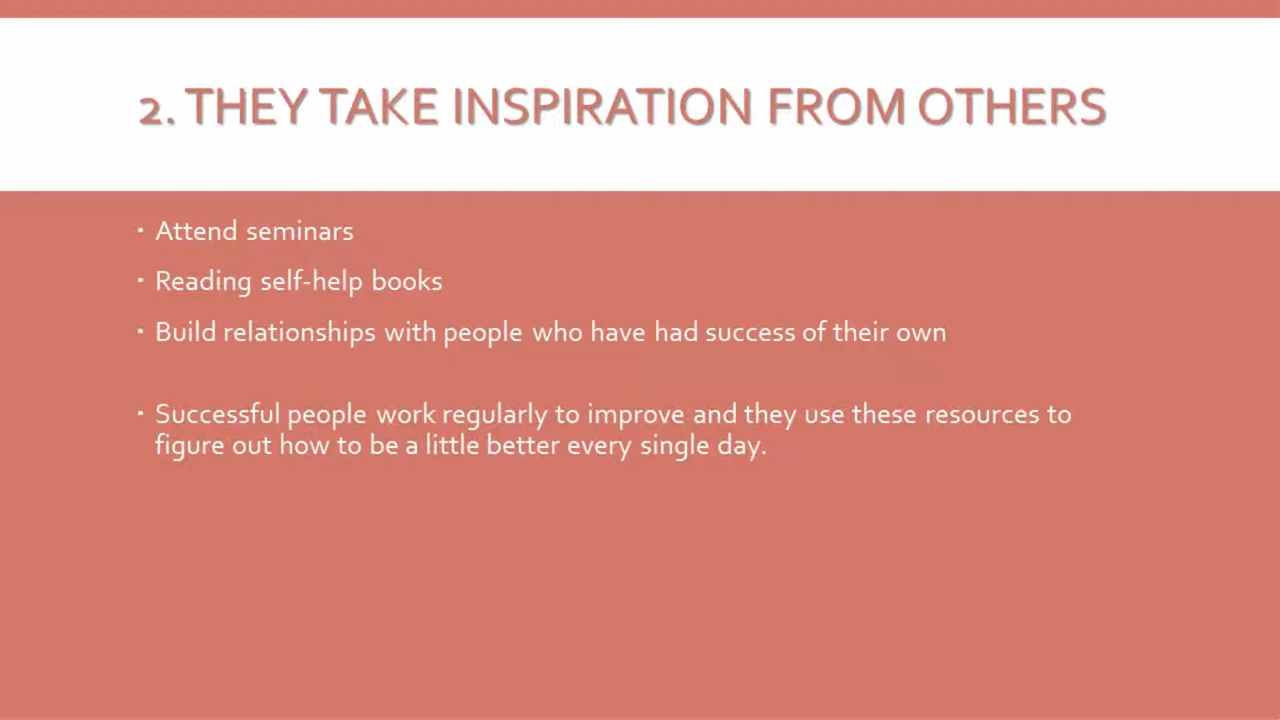 2. THEY TAKE INSPIRATION FROM OTHERS
▪ Attend seminars
▪ Reading self-help books
▪ Build relationships with people who have had success of their own
▪ Successful people work regularly to improve and they use these resources to
figure out how to be a little better every single day.